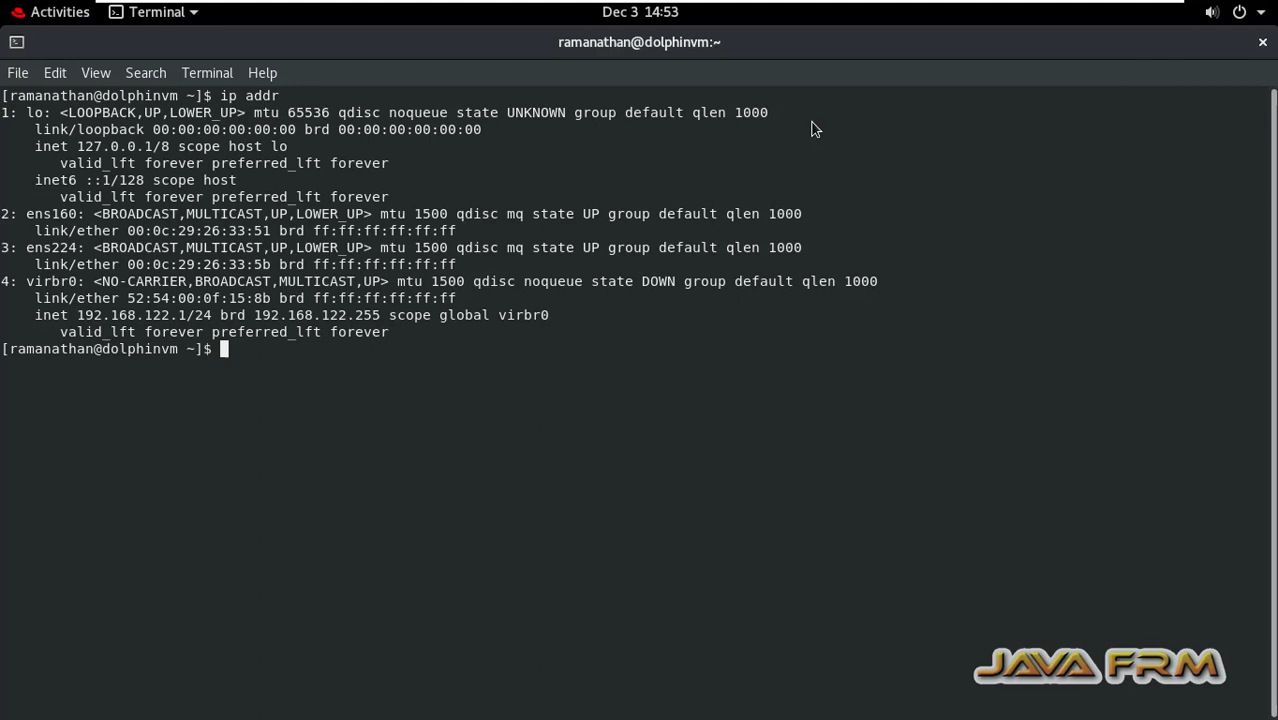 Activities Terminal Dec 3 14:53
ramanathan@dolphinvm:~
File Edit View Search Terminal Help
[ramanathan@dolphinvm ~]$ ip addr
1: lo: <LOOPBACK,UP,LOWER_UP> mtu 65536 qdisc noqueue state UNKNOWN group default qlen 1000
    link/loopback 00:00:00:00:00:00 brd 00:00:00:00:00:00
    inet 127.0.0.1/8 scope host lo
       valid_lft forever preferred_lft forever
    inet6 ::1/128 scope host
       valid_lft forever preferred_lft forever
2: ens160: <BROADCAST,MULTICAST,UP,LOWER_UP> mtu 1500 qdisc mq state UP group default qlen 1000
    link/ether 00:0c:29:26:33:51 brd ff:ff:ff:ff:ff:ff
3: ens224: <BROADCAST,MULTICAST,UP,LOWER_UP> mtu 1500 qdisc mq state UP group default qlen 1000
    link/ether 00:0c:29:26:33:5b brd ff:ff:ff:ff:ff:ff
4: virbr0: <NO-CARRIER,BROADCAST,MULTICAST,UP> mtu 1500 qdisc noqueue state DOWN group default qlen 1000
    link/ether 52:54:00:0f:15:8b brd ff:ff:ff:ff:ff:ff
    inet 192.168.122.1/24 brd 192.168.122.255 scope global virbr0
       valid_lft forever preferred_lft forever
[ramanathan@dolphinvm ~]$
JAVA FRM